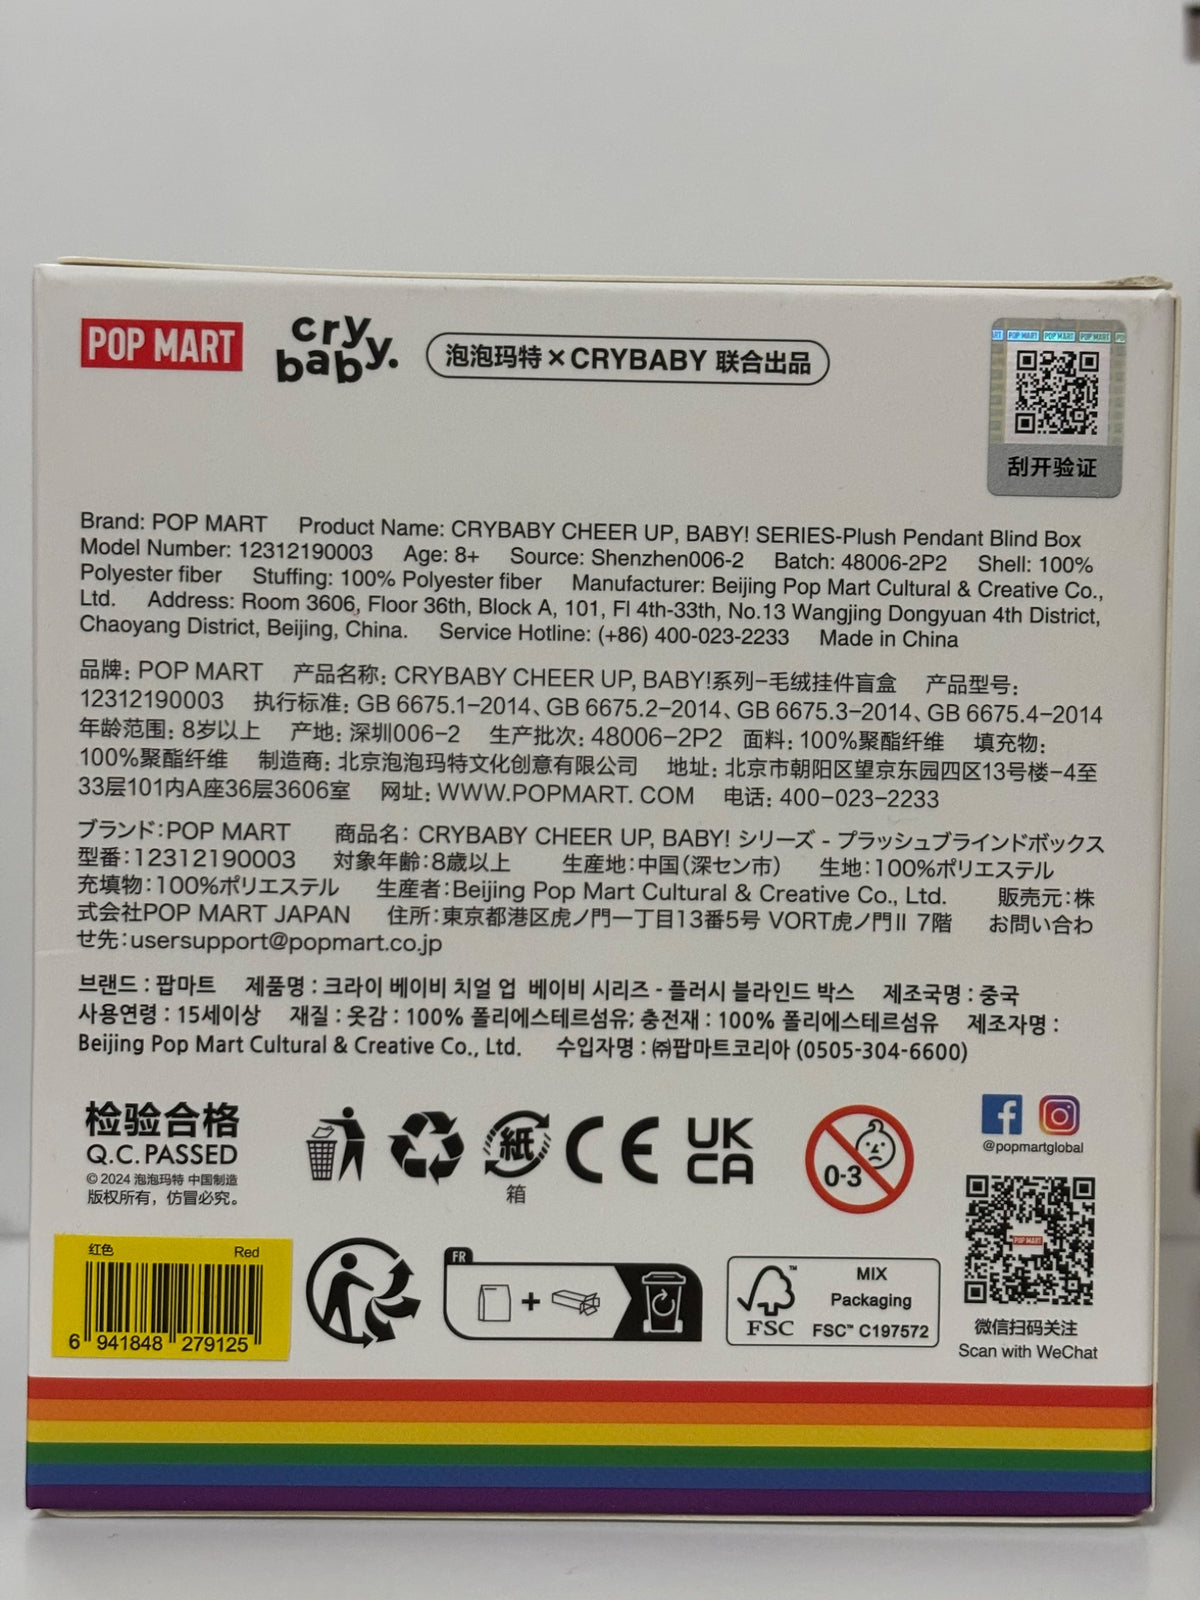 POP MART
cry
baby.
泡泡玛特×CRYBABY 联合出品
POP MART POP MART POP MART
刮开验证
Brand: POP MART Product Name: CRYBABY CHEER UP, BABY! SERIES-Plush Pendant Blind Box
Model Number: 12312190003 Age: 8+ Source: Shenzhen006-2 Batch: 48006-2P2 Shell: 100%
Polyester fiber Stuffing: 100% Polyester fiber Manufacturer: Beijing Pop Mart Cultural & Creative Co.,
Ltd. Address: Room 3606, Floor 36th, Block A, 101, Fl 4th-33th, No.13 Wangjing Dongyuan 4th District,
Chaoyang District, Beijing, China. Service Hotline: (+86) 400-023-2233 Made in China
品牌: POP MART 产品名称: CRYBABY CHEER UP, BABY!系列-毛绒挂件盲盒 产品型号:
12312190003 执行标准: GB 6675.1-2014、GB 6675.2-2014、GB 6675.3-2014、GB 6675.4-2014
年龄范围: 8岁以上 产地: 深圳006-2 生产批次: 48006-2P2 面料: 100%聚酯纤维 填充物:
100%聚酯纤维 制造商: 北京泡泡玛特文化创意有限公司 地址: 北京市朝阳区望京东园四区13号楼-4至
33层101内A座36层3606室 网址: WWW.POPMART. COM 电话: 400-023-2233
ブランド:POP MART 商品名: CRYBABY CHEER UP, BABY! シリーズ - プラッシュブラインドボックス
型番:12312190003 対象年齢:8歳以上 生産地:中国(深セン市) 生地:100%ポリエステル
充填物:100%ポリエステル 生産者:Beijing Pop Mart Cultural & Creative Co., Ltd. 販売元:株
式会社POP MART JAPAN 住所:東京都港区虎ノ門一丁目13番5号 VORT虎ノ門Ⅱ 7階 お問い合わ
せ先:usersupport@popmart.co.jp
브랜드 : 팝마트 제품명 : 크라이 베이비 치얼 업 베이비 시리즈 - 플러시 블라인드 박스 제조국명 : 중국
사용연령 : 15세이상 재질 : 옷감 : 100% 폴리에스테르섬유; 충전재 : 100% 폴리에스테르섬유 제조자명 :
Beijing Pop Mart Cultural & Creative Co., Ltd. 수입자명 : ㈜팝마트코리아 (0505-304-6600)
检验合格
Q.C. PASSED
© 2024 泡泡玛特 中国制造
版权所有，仿冒必究。
紙
箱
CE
UK
CA
0-3
@popmartglobal
POP MART
微信扫码关注
Scan with WeChat
红色 Red
6 941848 279125
FR
+
FSC™
MIX
Packaging
FSC™ C197572